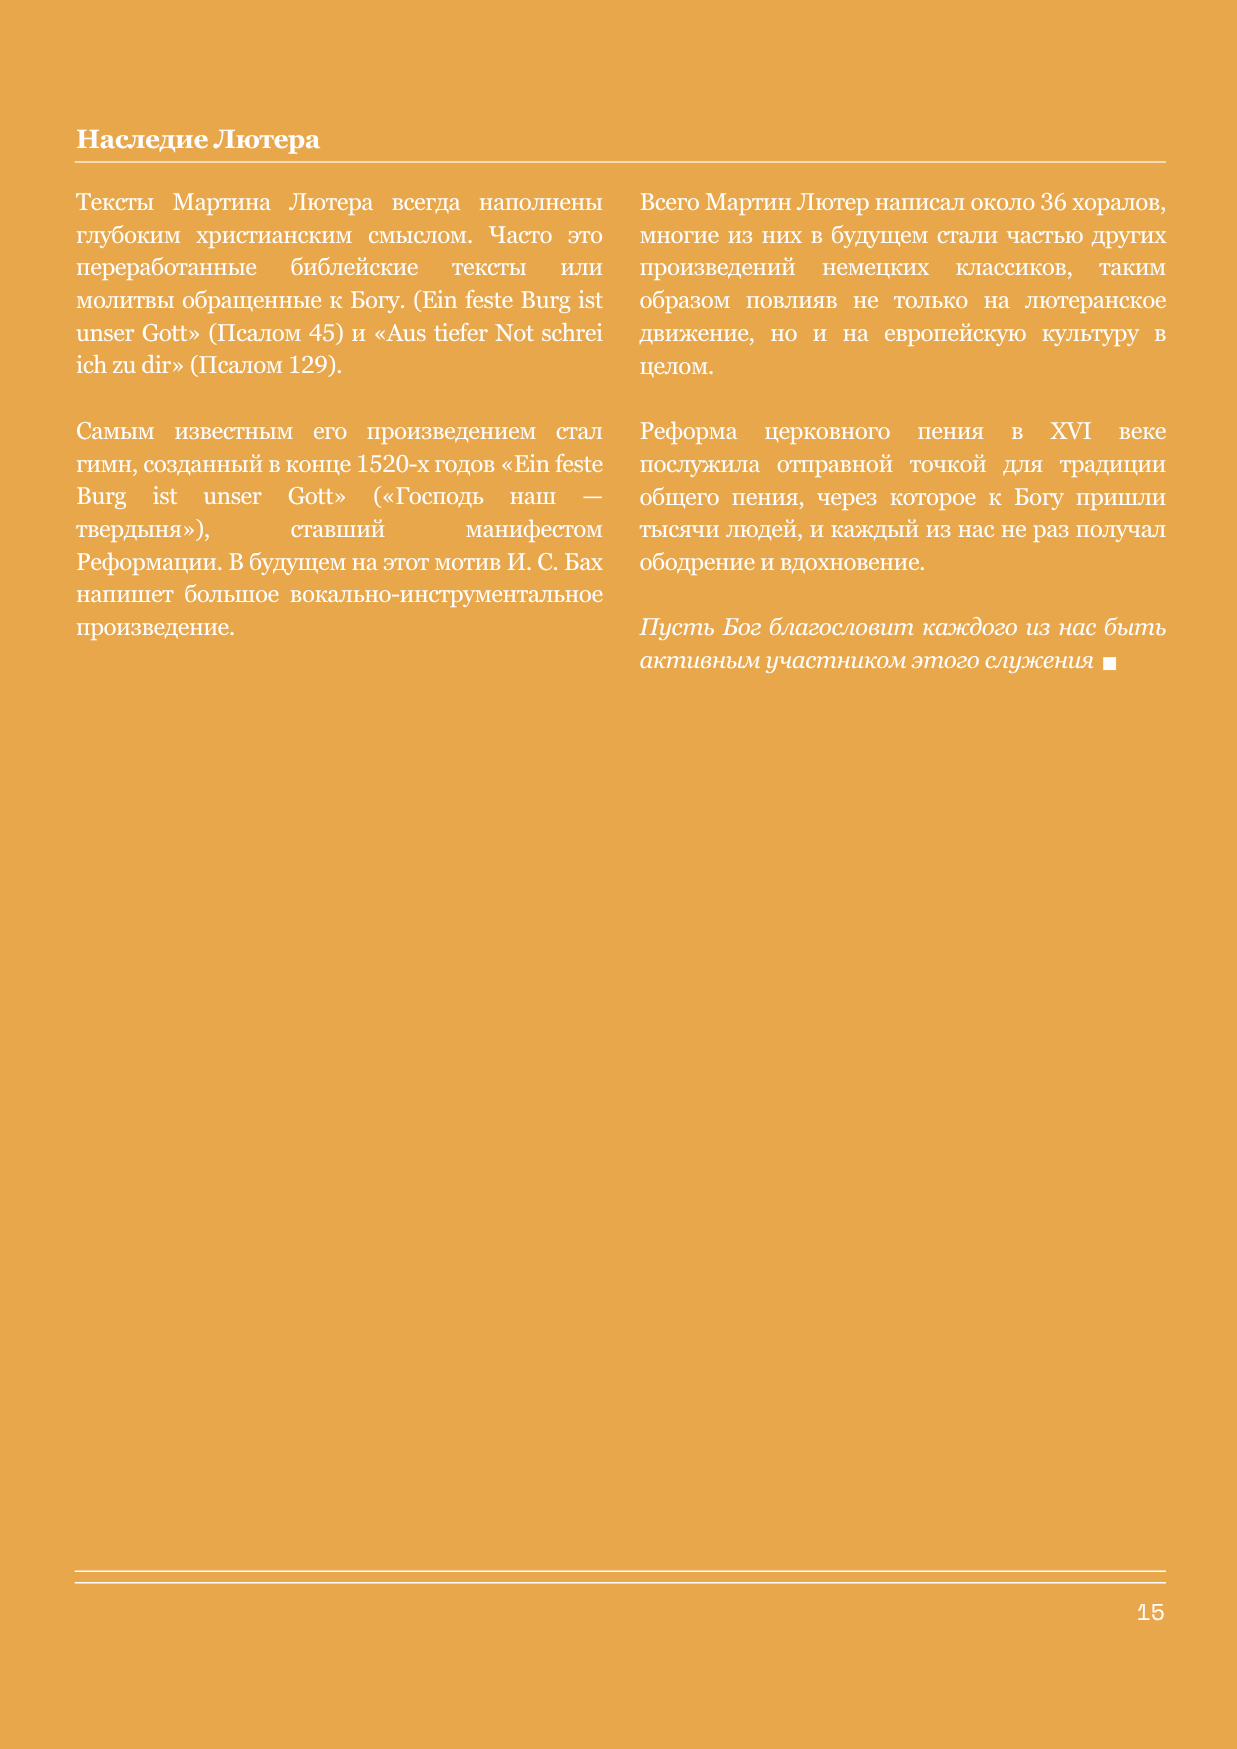 Наследие Лютера
Тексты Мартина Лютера всегда наполнены
глубоким христианским смыслом. Часто это
переработанные библейские тексты или
молитвы обращенные к Богу. (Ein feste Burg ist
unser Gott» (Псалом 45) и «Aus tiefer Not schrei
ich zu dir» (Псалом 129).
Самым известным его произведением стал
гимн, созданный в конце 1520-х годов «Ein feste
Burg ist unser Gott» («Господь наш —
твердыня»), ставший манифестом
Реформации. В будущем на этот мотив И. С. Бах
напишет большое вокально-инструментальное
произведение.
Всего Мартин Лютер написал около 36 хоралов,
многие из них в будущем стали частью других
произведений немецких классиков, таким
образом повлияв не только на лютеранское
движение, но и на европейскую культуру в
целом.
Реформа церковного пения в XVI веке
послужила отправной точкой для традиции
общего пения, через которое к Богу пришли
тысячи людей, и каждый из нас не раз получал
ободрение и вдохновение.
Пусть Бог благословит каждого из нас быть
активным участником этого служения ■
15